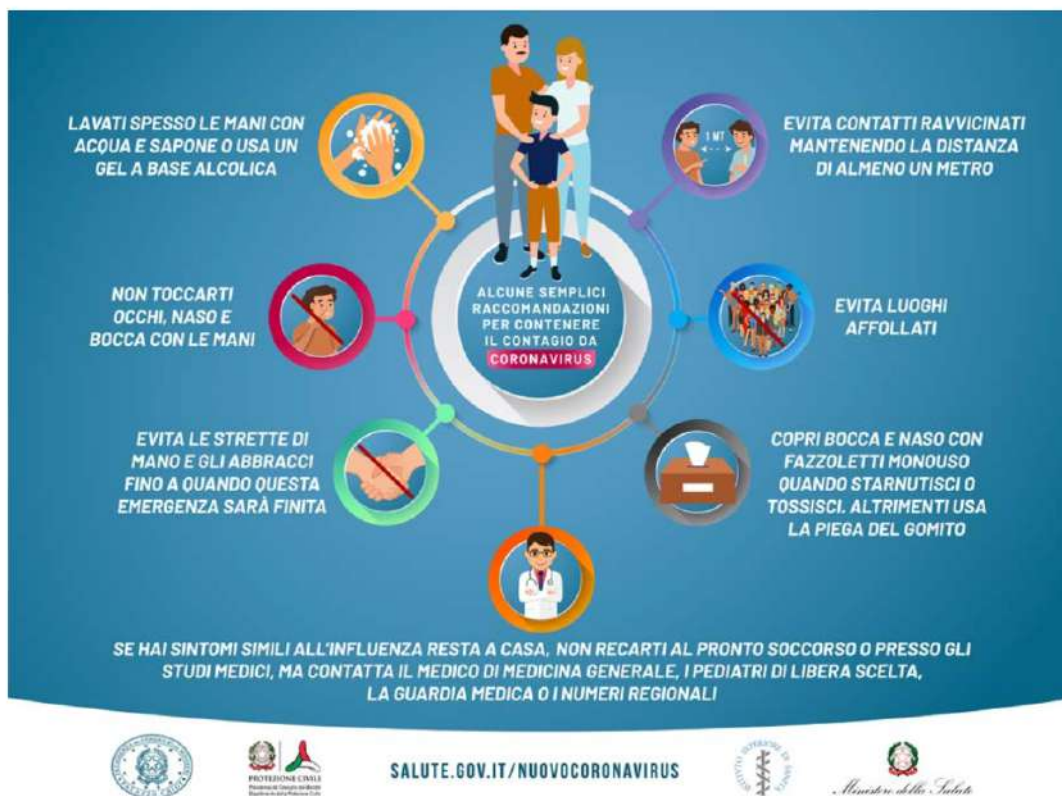 LAVATI SPESSO LE MANI CON
ACQUA E SAPONE O USA UN
GEL A BASE ALCOLICA
1 MT
EVITA CONTATTI RAVVICINATI
MANTENENDO LA DISTANZA
DI ALMENO UN METRO
NON TOCCARTI
OCCHI, NASO E
BOCCA CON LE MANI
ALCUNE SEMPLICI
RACCOMANDAZIONI
PER CONTENERE
IL CONTAGIO DA
CORONAVIRUS
EVITA LUOGHI
AFFOLLATI
EVITA LE STRETTE DI
MANO E GLI ABBRACCI
FINO A QUANDO QUESTA
EMERGENZA SARÀ FINITA
COPRI BOCCA E NASO CON
FAZZOLETTI MONOUSO
QUANDO STARNUTISCI O
TOSSISCI. ALTRIMENTI USA
LA PIEGA DEL GOMITO
SE HAI SINTOMI SIMILI ALL'INFLUENZA RESTA A CASA, NON RECARTI AL PRONTO SOCCORSO O PRESSO GLI
STUDI MEDICI, MA CONTATTA IL MEDICO DI MEDICINA GENERALE, I PEDIATRI DI LIBERA SCELTA,
LA GUARDIA MEDICA O I NUMERI REGIONALI
PROTEZIONE CIVILE
SALUTE.GOV.IT/NUOVOCORONAVIRUS
Ministero della Salute